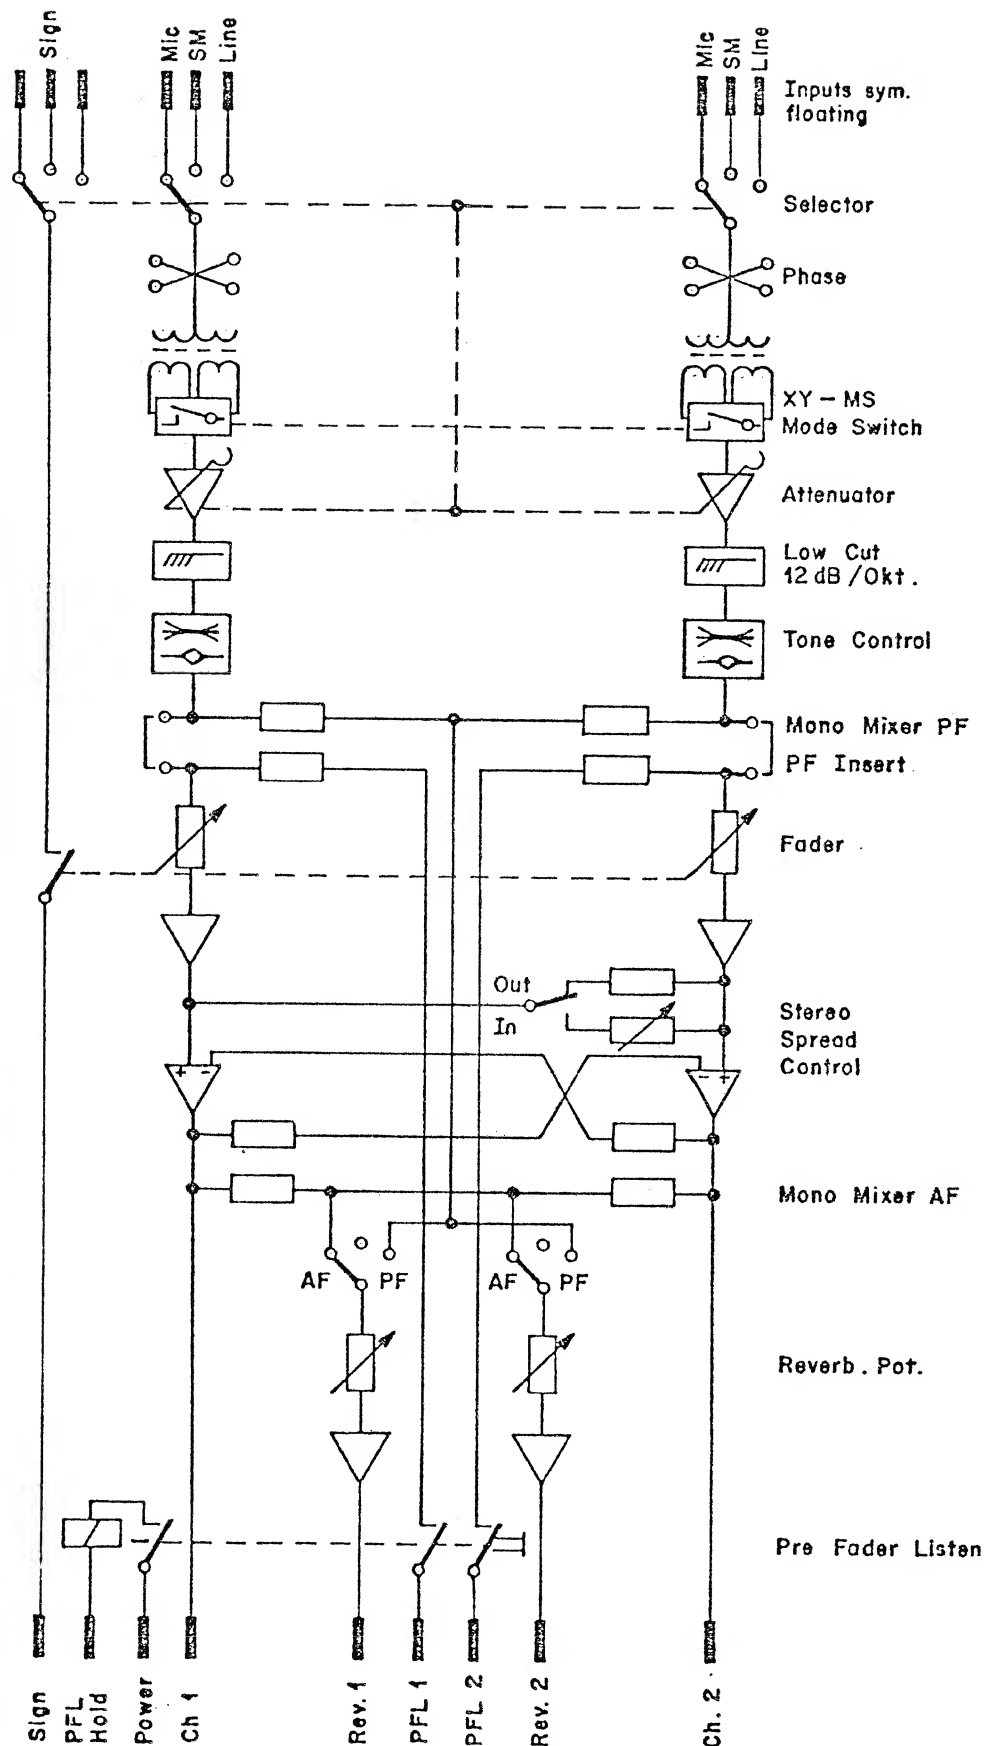 Sign
Mic
SM
Line
Mic
SM
Line
Inputs sym.
floating
Selector
Phase
XY-MS
Mode Switch
Attenuator
Low Cut
12 dB/Okt.
Tone Control
Mono Mixer PF
PF Insert
Fader
Out
In
Stereo
Spread
Control
+ -
- +
Mono Mixer AF
AF
PF
AF
PF
Reverb. Pot.
Pre Fader Listen
Sign
PFL
Hold
Power
Ch 1
Rev. 1
PFL 1
PFL 2
Rev. 2
Ch. 2